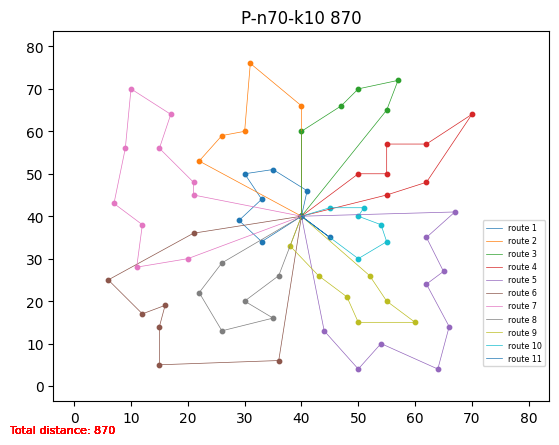 P-n70-k10 870
80
70
60
50
40
30
20
10
0
route 1
route 2
route 3
route 4
route 5
route 6
route 7
route 8
route 9
route 10
route 11
0 10 20 30 40 50 60 70 80
Total distance: 870